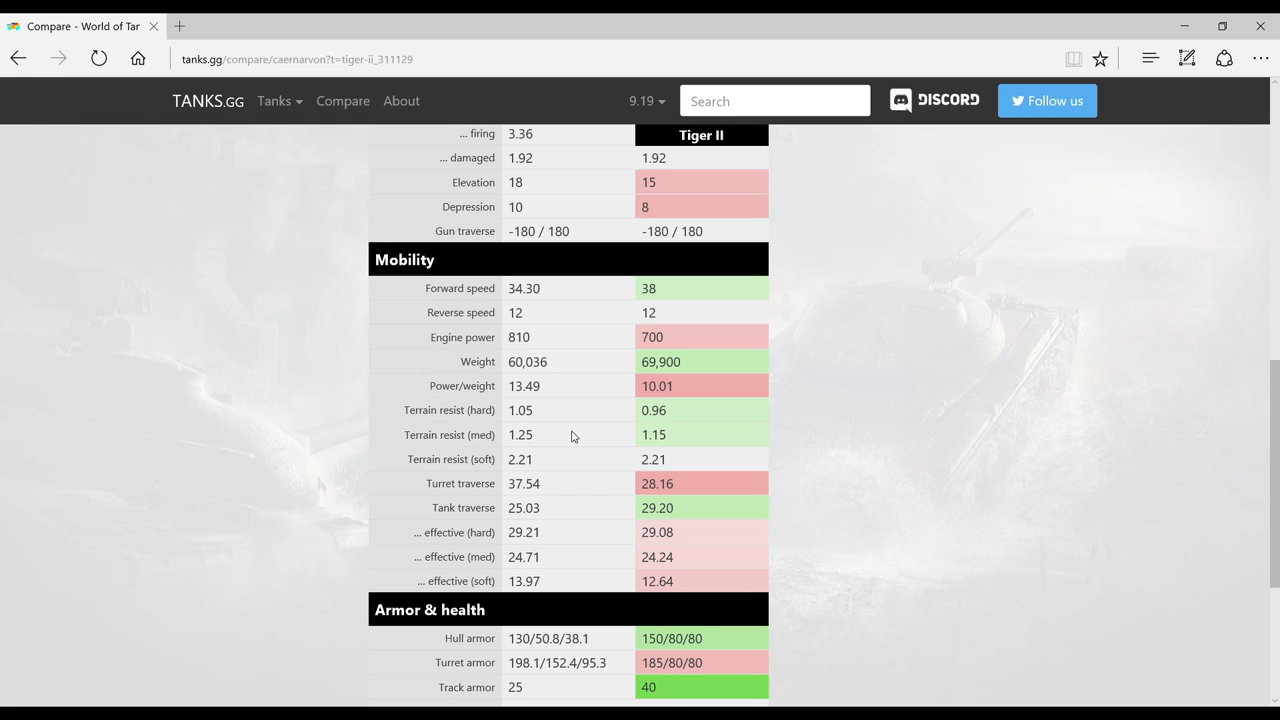 Compare - World of Tar
tanks.gg/compare/caernarvon?t=tiger-ii_311129
TANKS.GG Tanks Compare About 9.19 Search DISCORD Follow us
... firing 3.36 Tiger II
... damaged 1.92 1.92
Elevation 18 15
Depression 10 8
Gun traverse -180 / 180 -180 / 180
Mobility
Forward speed 34.30 38
Reverse speed 12 12
Engine power 810 700
Weight 60,036 69,900
Power/weight 13.49 10.01
Terrain resist (hard) 1.05 0.96
Terrain resist (med) 1.25 1.15
Terrain resist (soft) 2.21 2.21
Turret traverse 37.54 28.16
Tank traverse 25.03 29.20
... effective (hard) 29.21 29.08
... effective (med) 24.71 24.24
... effective (soft) 13.97 12.64
Armor & health
Hull armor 130/50.8/38.1 150/80/80
Turret armor 198.1/152.4/95.3 185/80/80
Track armor 25 40